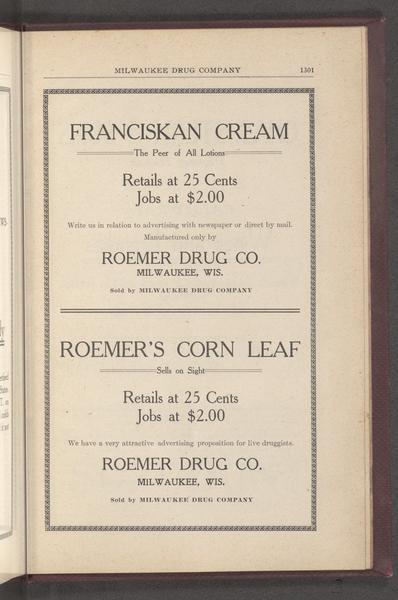 MILWAUKEE DRUG COMPANY 1301
FRANCISKAN CREAM
The Peer of All Lotions
Retails at 25 Cents
Jobs at $2.00
Write us in relation to advertising with newspaper or direct by mail.
Manufactured only by
ROEMER DRUG CO.
MILWAUKEE, WIS.
Sold by MILWAUKEE DRUG COMPANY
ROEMER'S CORN LEAF
Sells on Sight
Retails at 25 Cents
Jobs at $2.00
We have a very attractive advertising proposition for live druggists.
ROEMER DRUG CO.
MILWAUKEE, WIS.
Sold by MILWAUKEE DRUG COMPANY